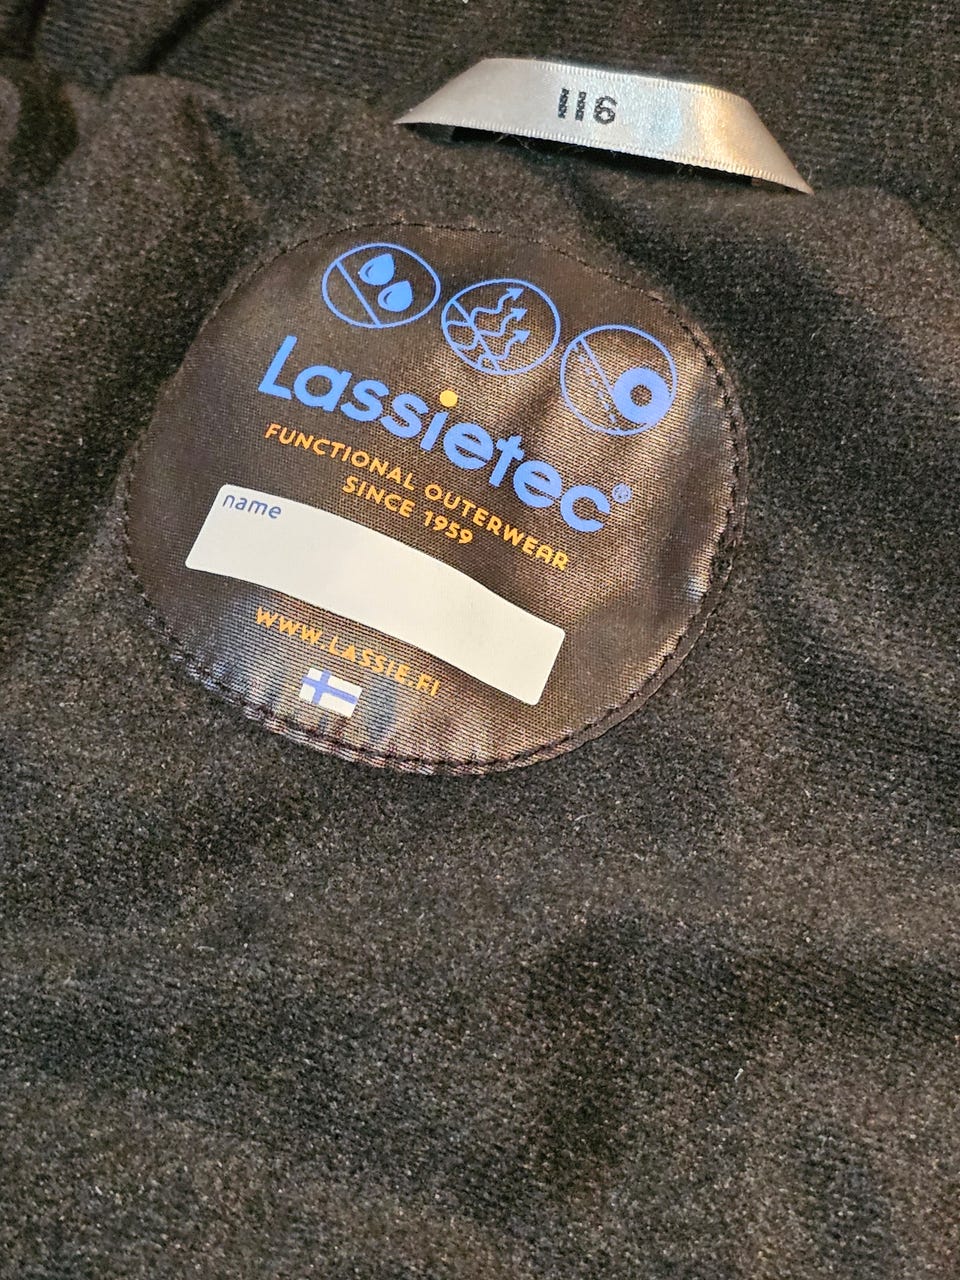 116
Lassietec®
FUNCTIONAL OUTERWEAR
SINCE 1959
name
WWW.LASSIE.FI